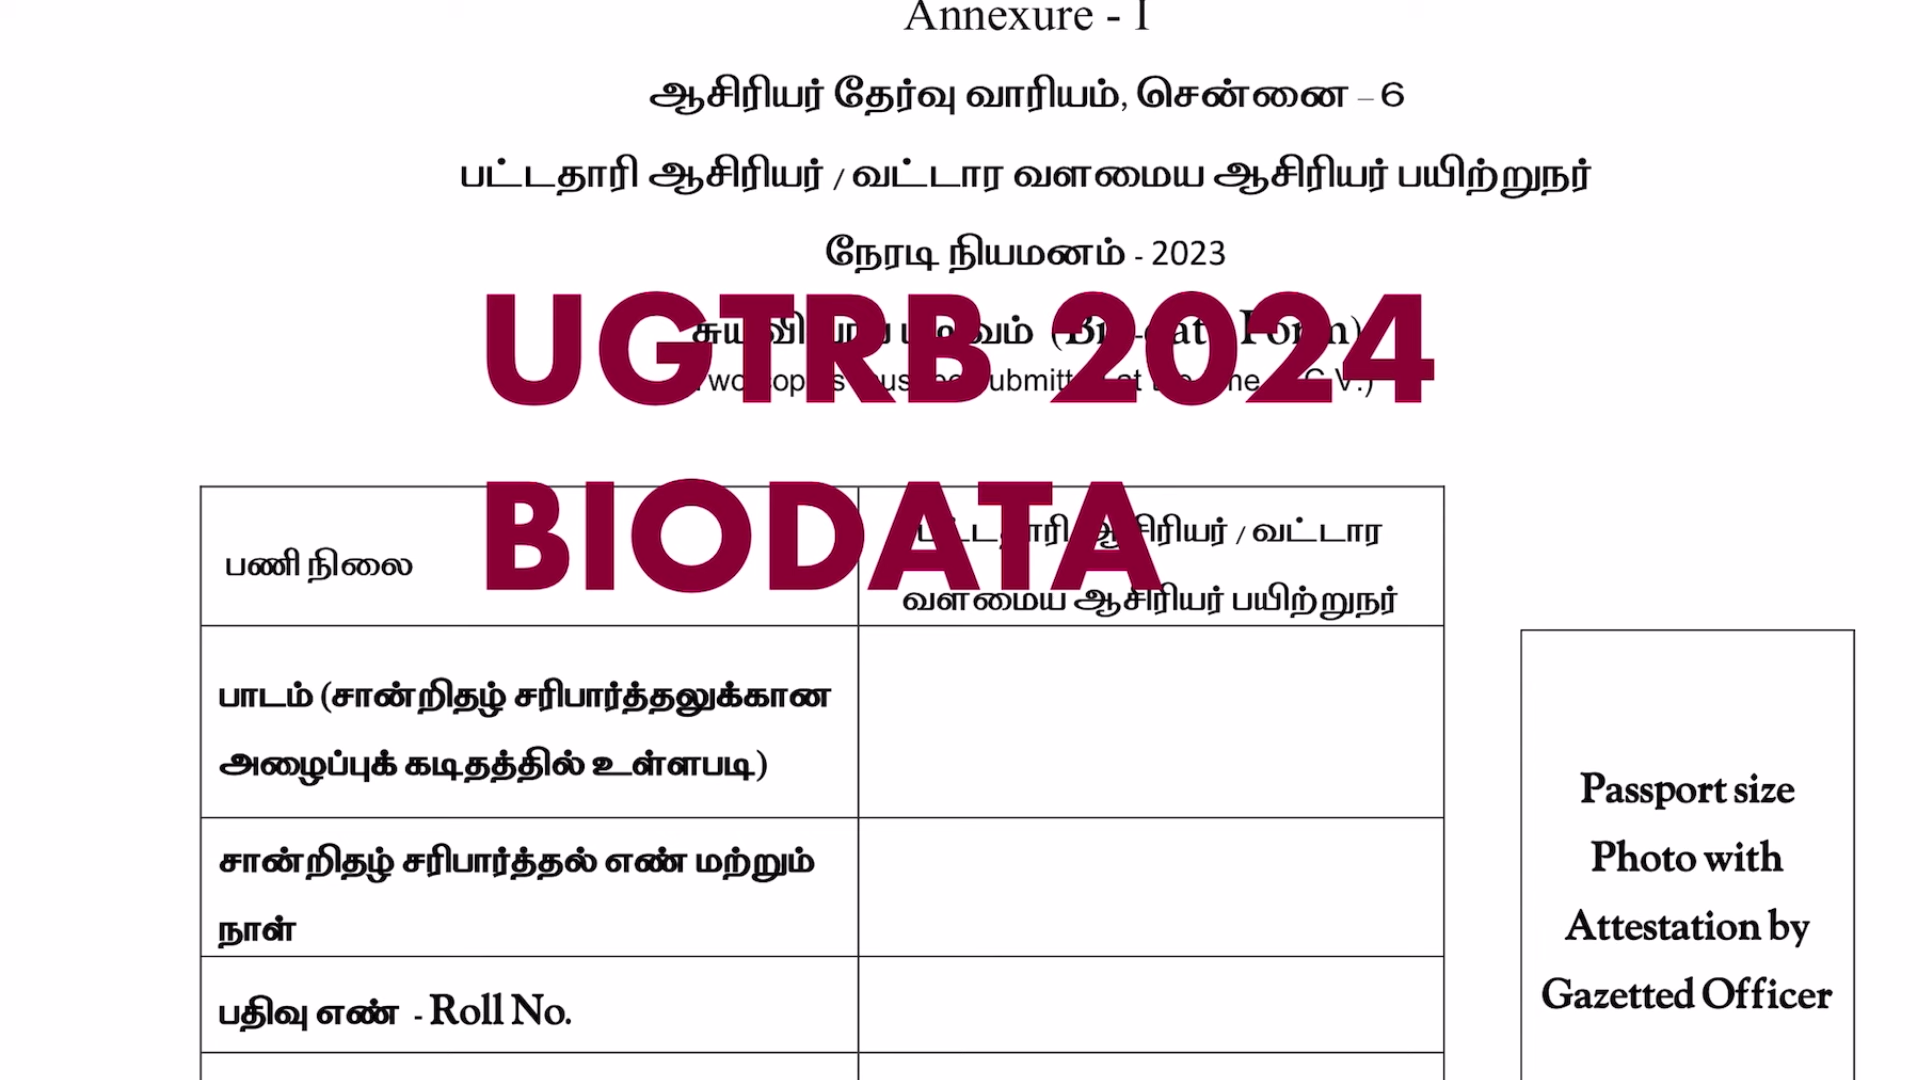 Annexure - I
ஆசிரியர் தேர்வு வாரியம், சென்னை – 6
பட்டதாரி ஆசிரியர் / வட்டார வளமைய ஆசிரியர் பயிற்றுநர்
நேரடி நியமனம் - 2023
UGTRB 2024
BIODATA
பணி நிலை
ஆசிரியர் / வட்டார
வளமைய ஆசிரியர் பயிற்றுநர்
பாடம் (சான்றிதழ் சரிபார்த்தலுக்கான
அழைப்புக் கடிதத்தில் உள்ளபடி)
சான்றிதழ் சரிபார்த்தல் எண் மற்றும்
நாள்
பதிவு எண் - Roll No.
Passport size
Photo with
Attestation by
Gazetted Officer